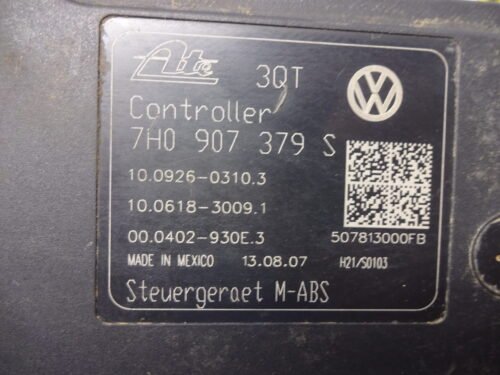 Ate 3QT
Controller
7H0 907 379 S
10.0926-0310.3
10.0618-3009.1
00.0402-930E.3 507813000FB
MADE IN MEXICO 13.08.07 H21/S0103
Steuergeraet M-ABS